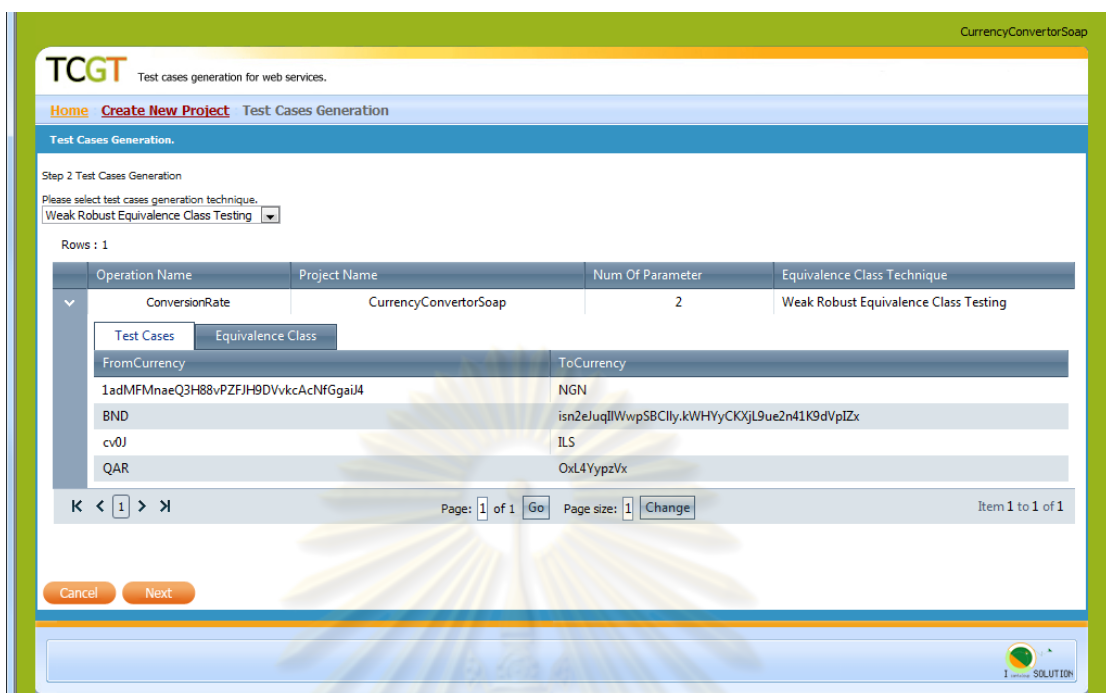 CurrencyConvertorSoap
TCGT Test cases generation for web services.
Home Create New Project Test Cases Generation
Test Cases Generation.
Step 2 Test Cases Generation
Please select test cases generation technique.
Weak Robust Equivalence Class Testing
Rows : 1
Operation Name Project Name Num Of Parameter Equivalence Class Technique
ConversionRate CurrencyConvertorSoap 2 Weak Robust Equivalence Class Testing
Test Cases Equivalence Class
FromCurrency ToCurrency
1adMFMnaeQ3H88vPZFJH9DVvkcAcNfGgaiJ4 NGN
BND
cv0J ILS
QAR OxL4YypzVx
1 Page: 1 of 1 Go Page size: 1 Change Item 1 to 1 of 1
Cancel Next
I SOLUTION